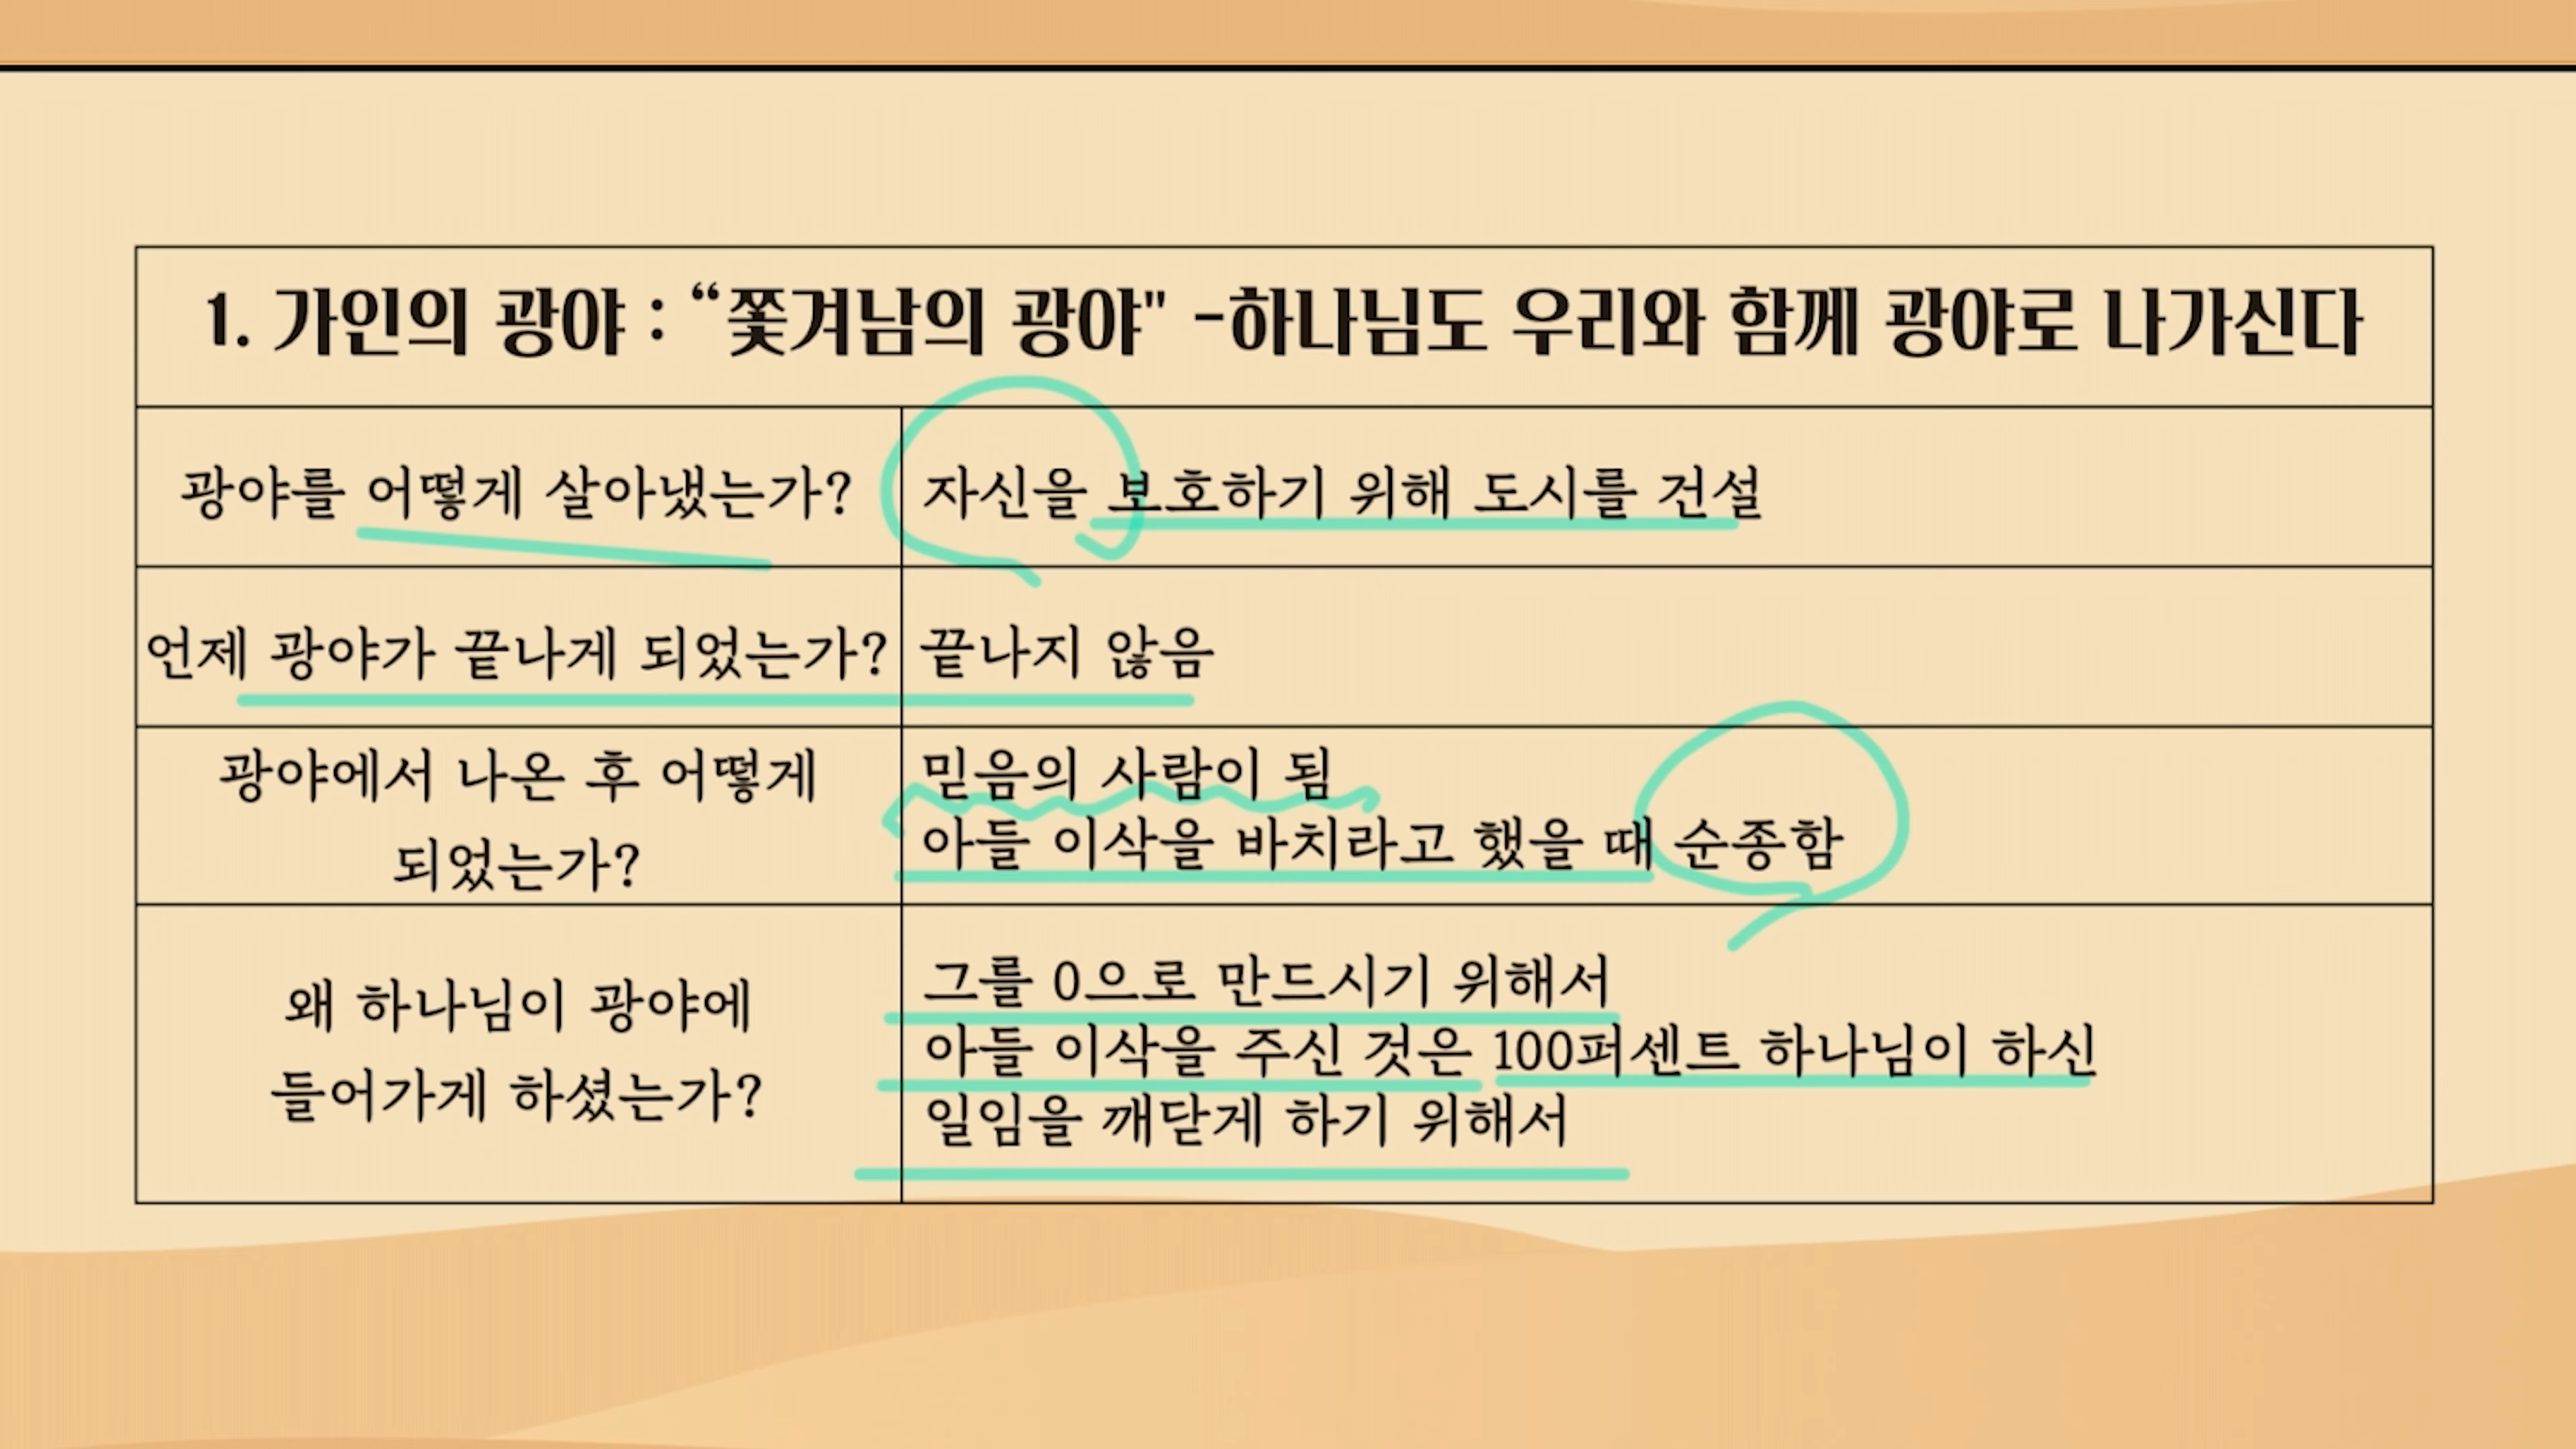 1. 가인의 광야 : “쫓겨남의 광야" -하나님도 우리와 함께 광야로 나가신다
광야를 어떻게 살아냈는가?
자신을 보호하기 위해 도시를 건설
언제 광야가 끝나게 되었는가?
끝나지 않음
광야에서 나온 후 어떻게
되었는가?
믿음의 사람이 됨
아들 이삭을 바치라고 했을 때 순종함
왜 하나님이 광야에
들어가게 하셨는가?
그를 0으로 만드시기 위해서
아들 이삭을 주신 것은 100퍼센트 하나님이 하신
일임을 깨닫게 하기 위해서